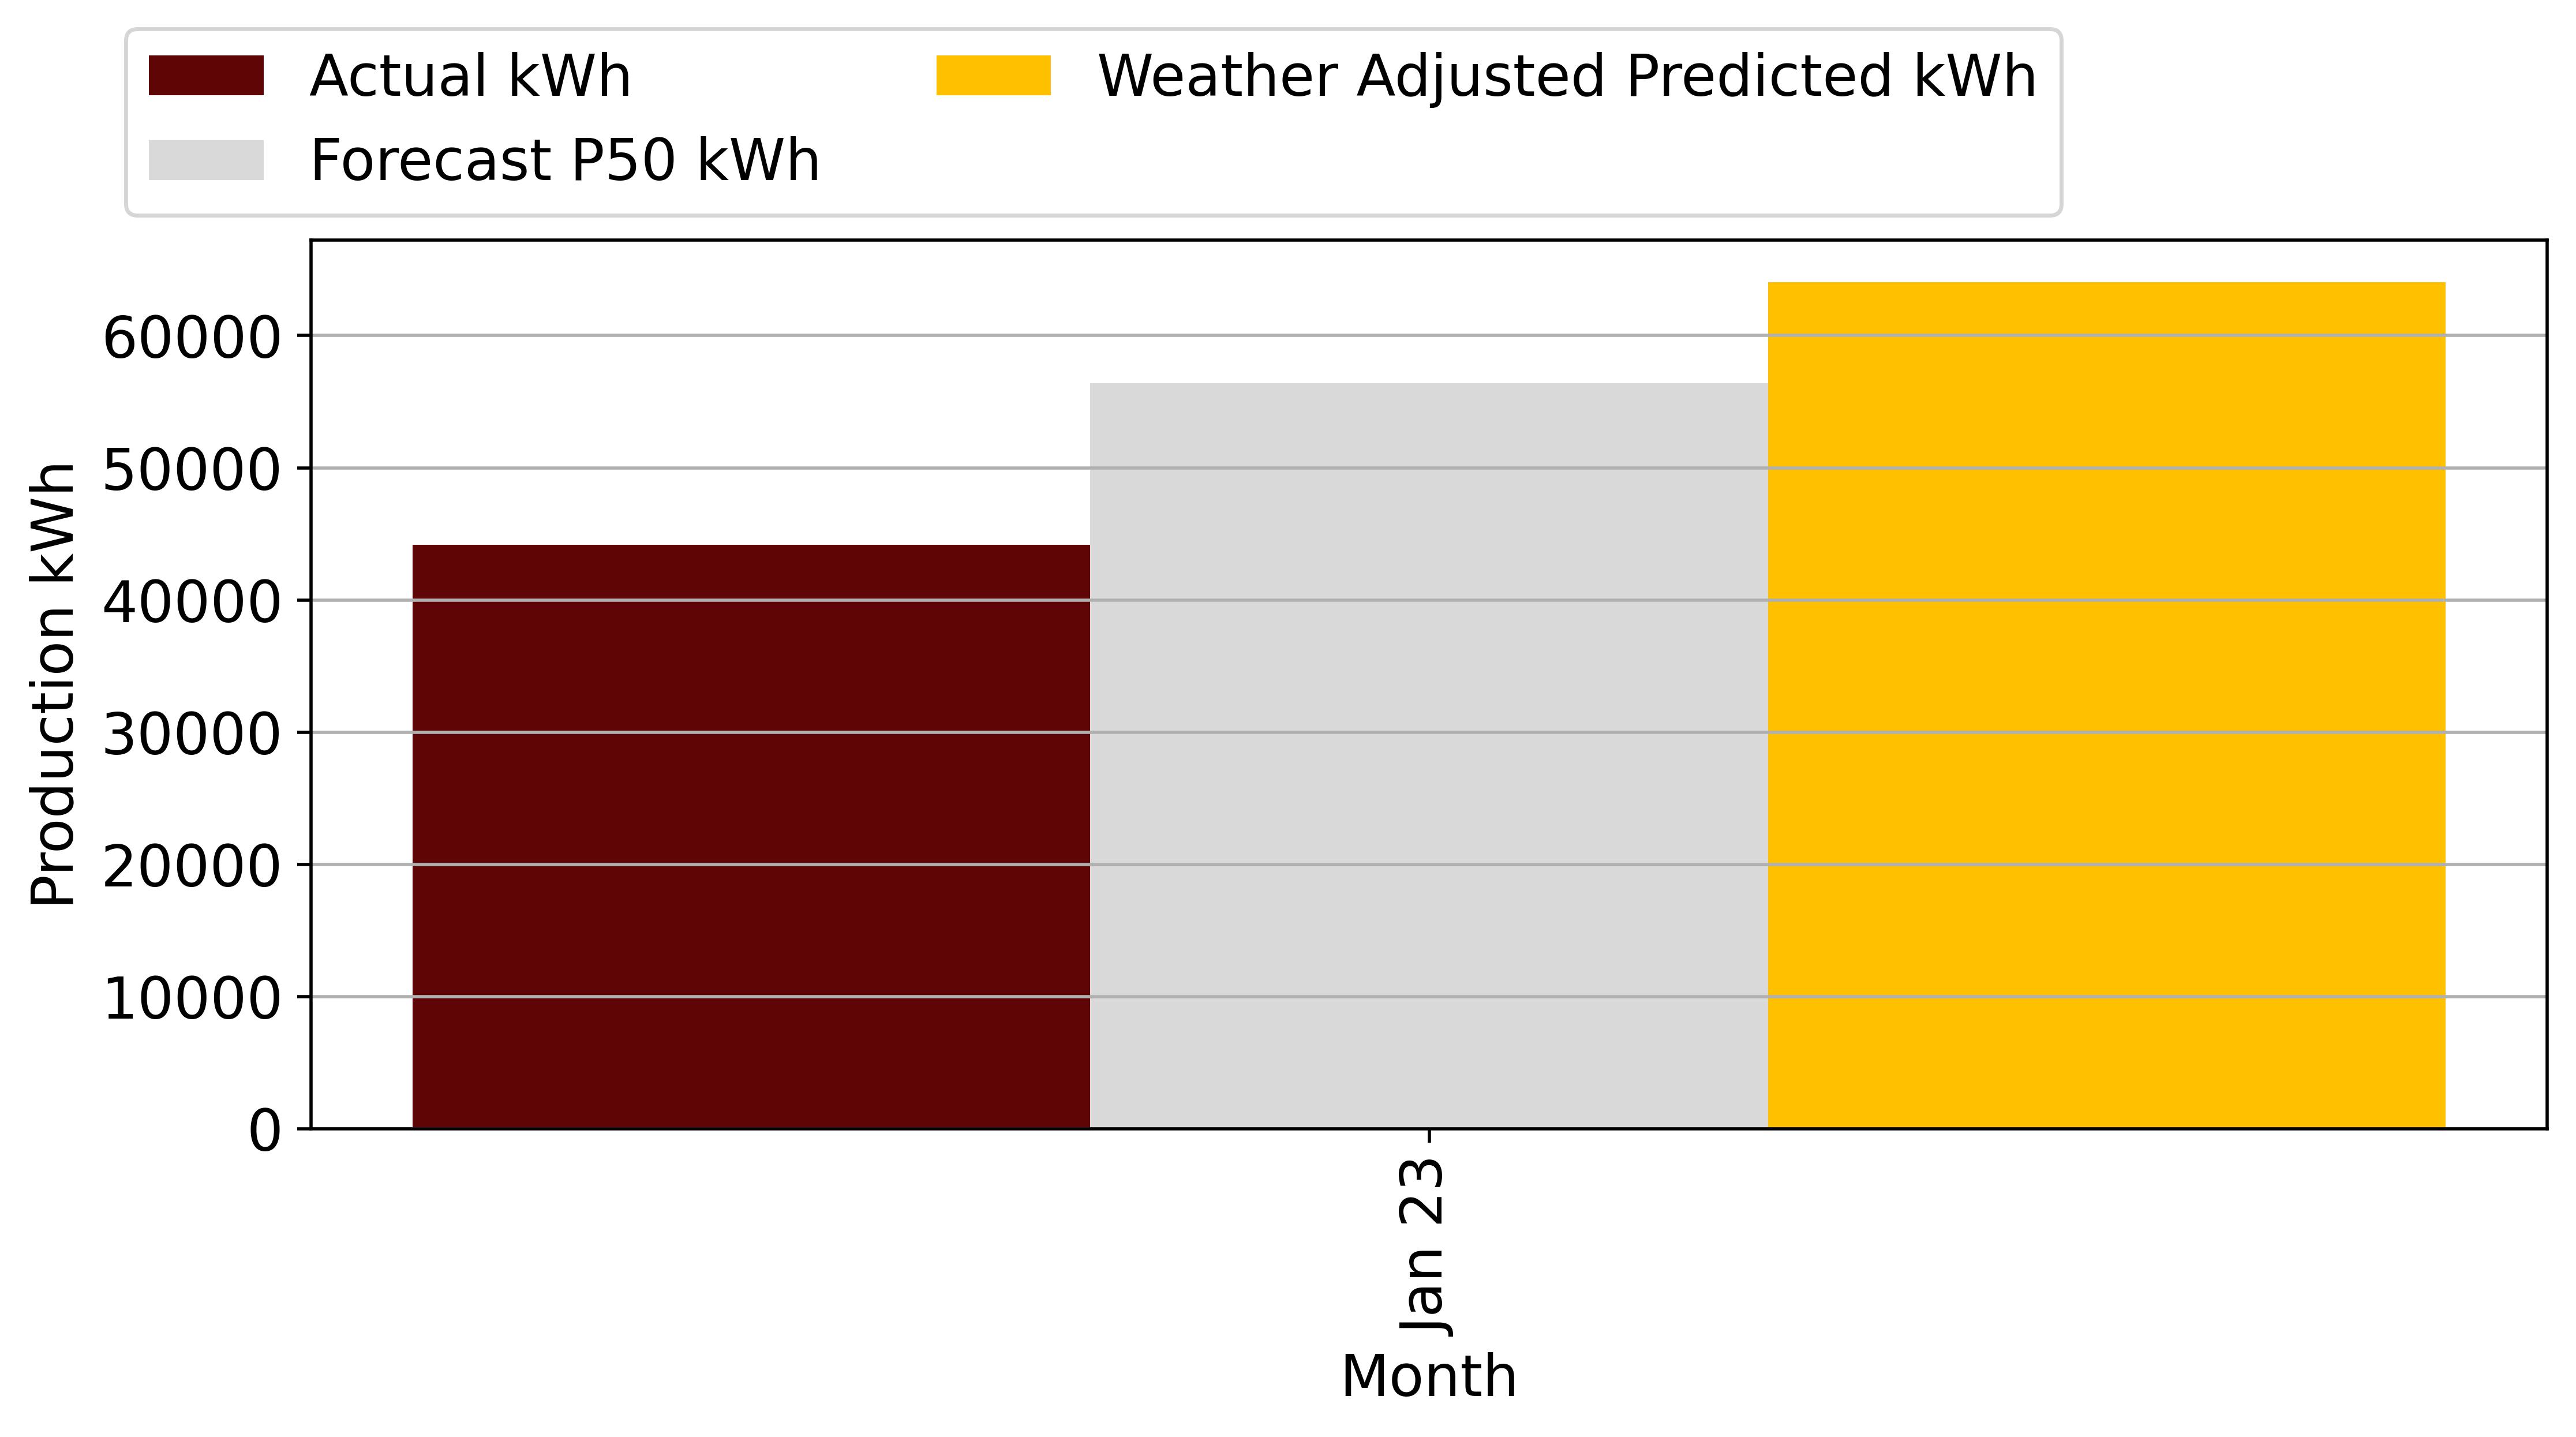 Actual kWh
Forecast P50 kWh
Weather Adjusted Predicted kWh
Production kWh
60000
50000
40000
30000
20000
10000
0
Jan 23
Month